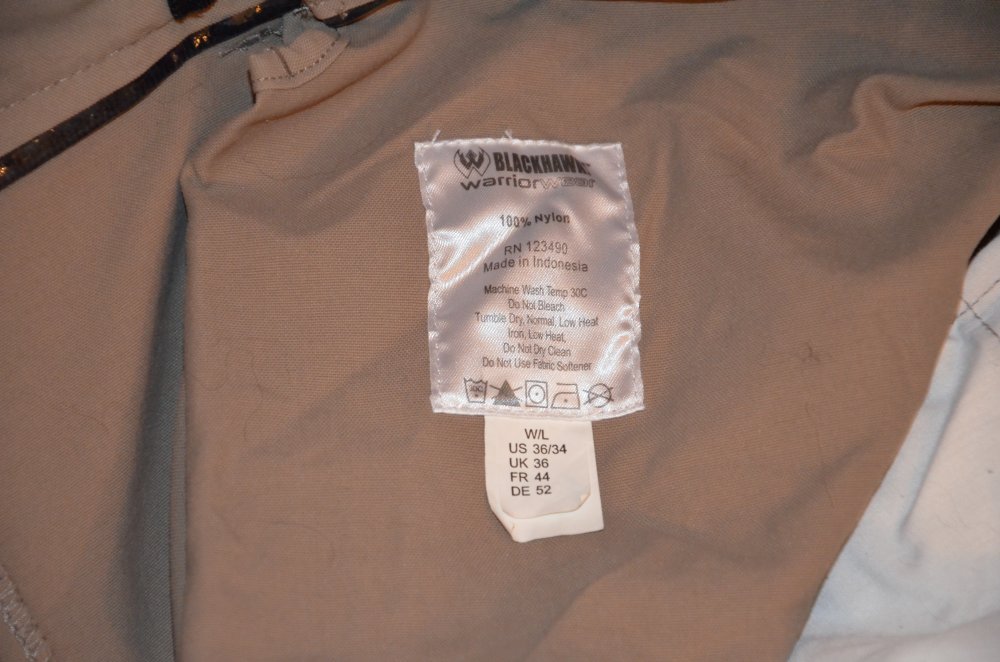 BLACKHAWK
warriorwear
100% Nylon
RN 123490
Made in Indonesia
Machine Wash Temp 30C
Do Not Bleach
Tumble Dry, Normal, Low Heat
Iron, Low Heat,
Do Not Dry Clean
Do Not Use Fabric Softener
30C
W/L
US 36/34
UK 36
FR 44
DE 52